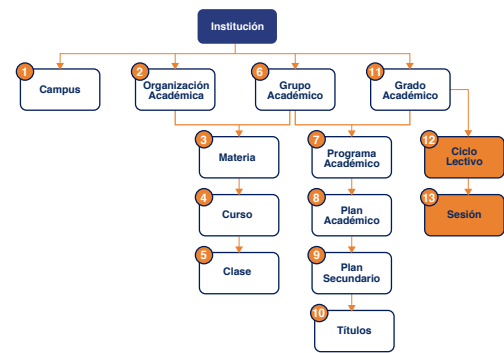 Institución
1
Campus
2
Organización
Académica
6
Grupo
Académico
11
Grado
Académico
3
Materia
7
Programa
Académico
12
Ciclo
Lectivo
4
Curso
8
Plan
Académico
13
Sesión
5
Clase
9
Plan
Secundario
10
Títulos